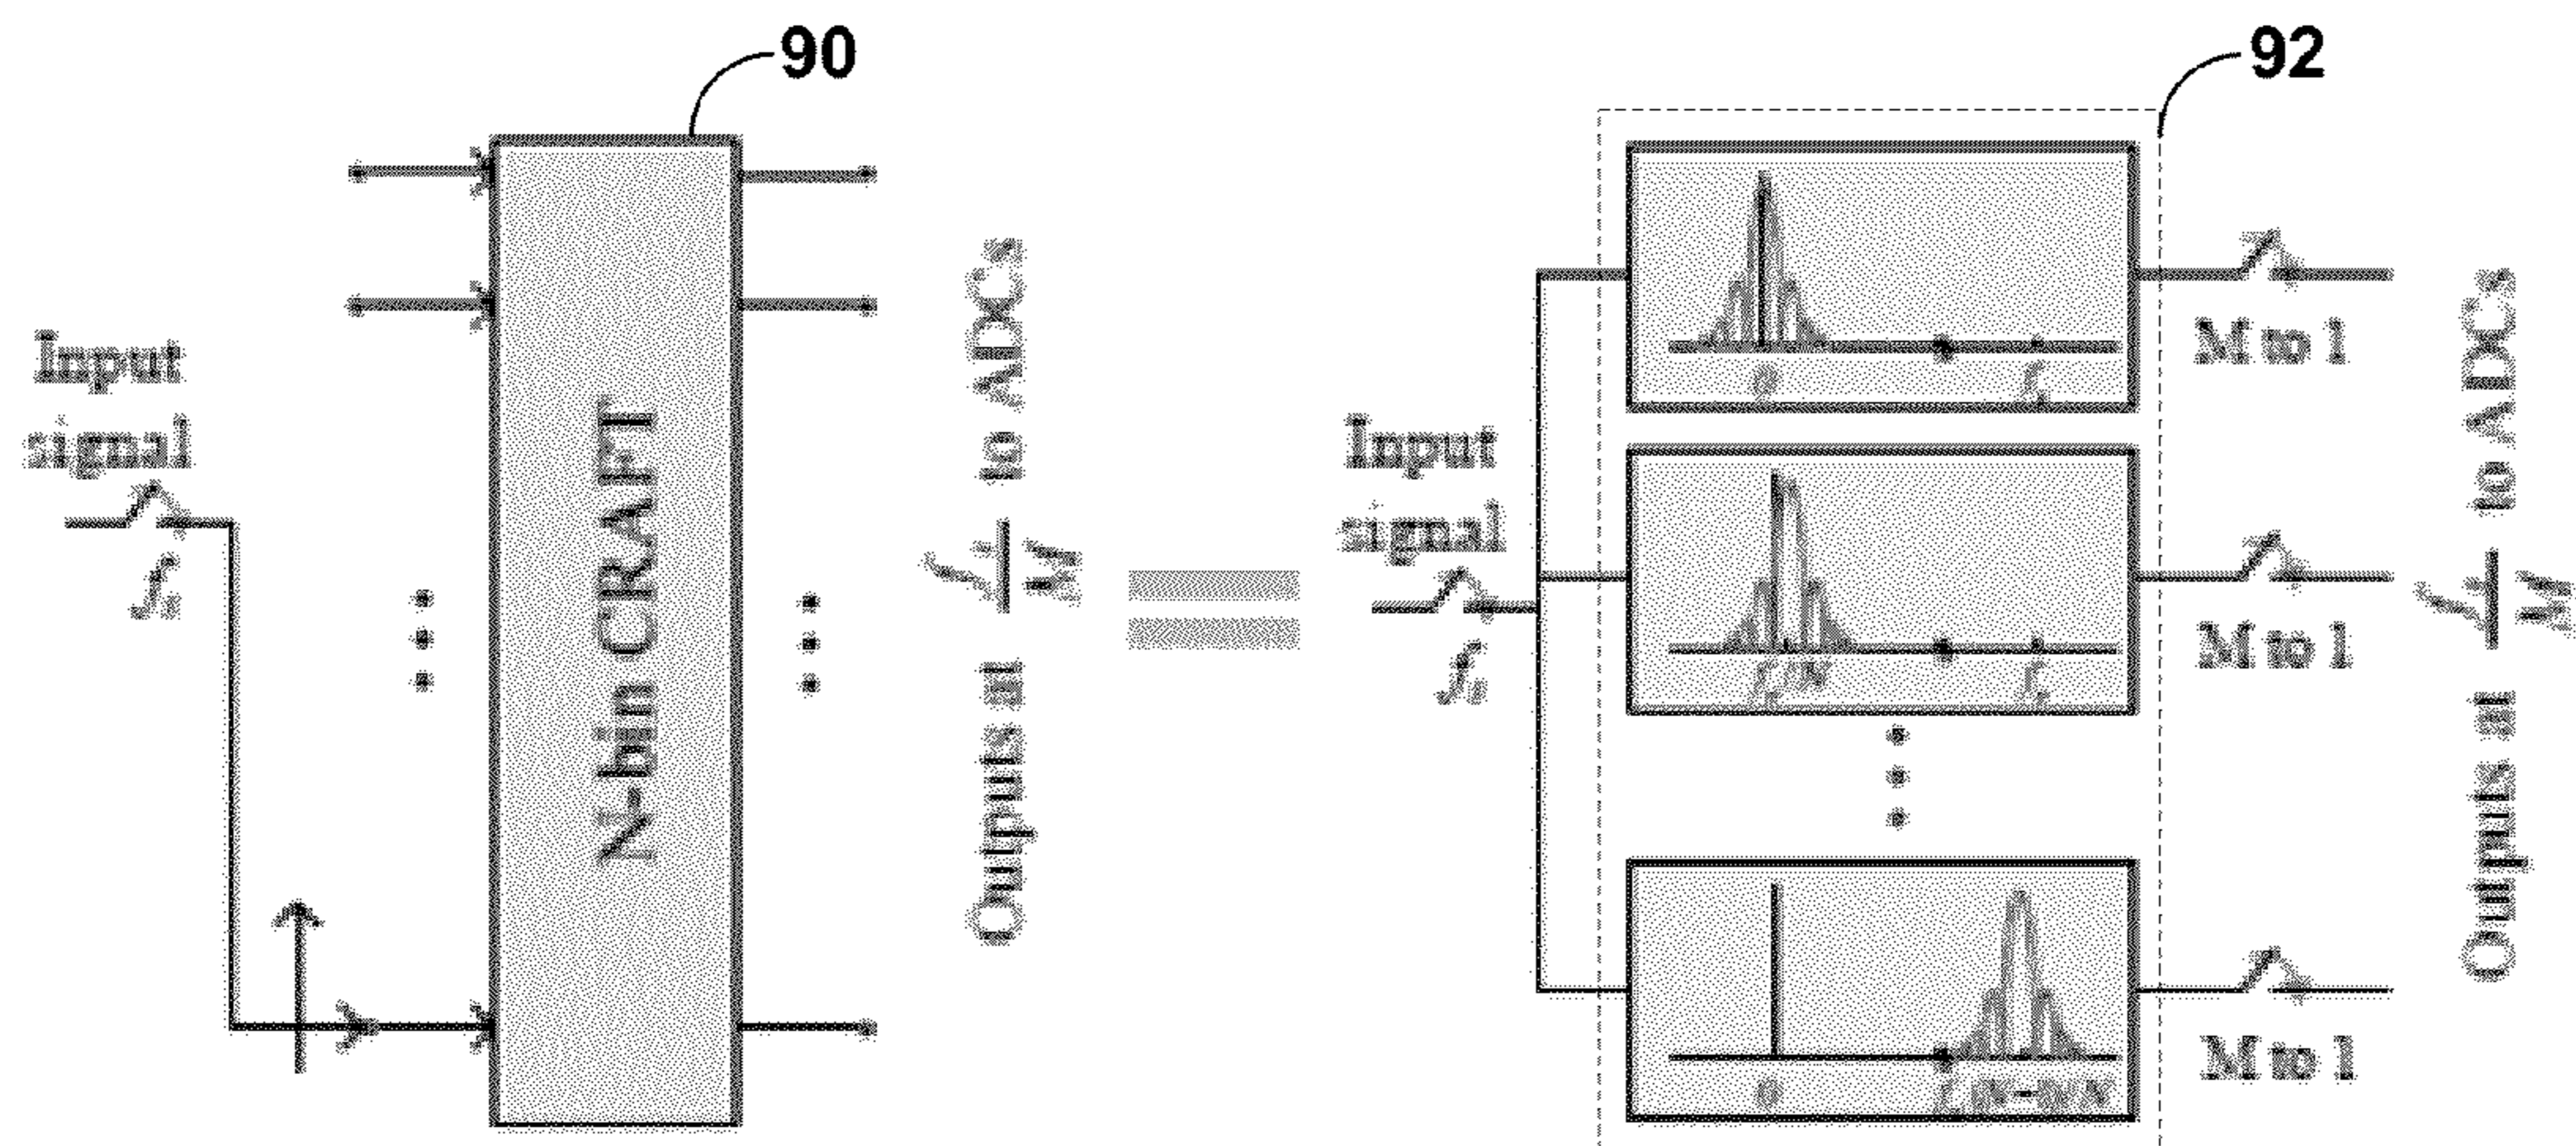 90
Input
signal
fs
N-bin CRAFT
Outputs at fs/M to ADCs
92
Input
signal
fs
0
fs
M to 1
fs/N
fs
M to 1
0
M to 1
Outputs at fs/M to ADCs